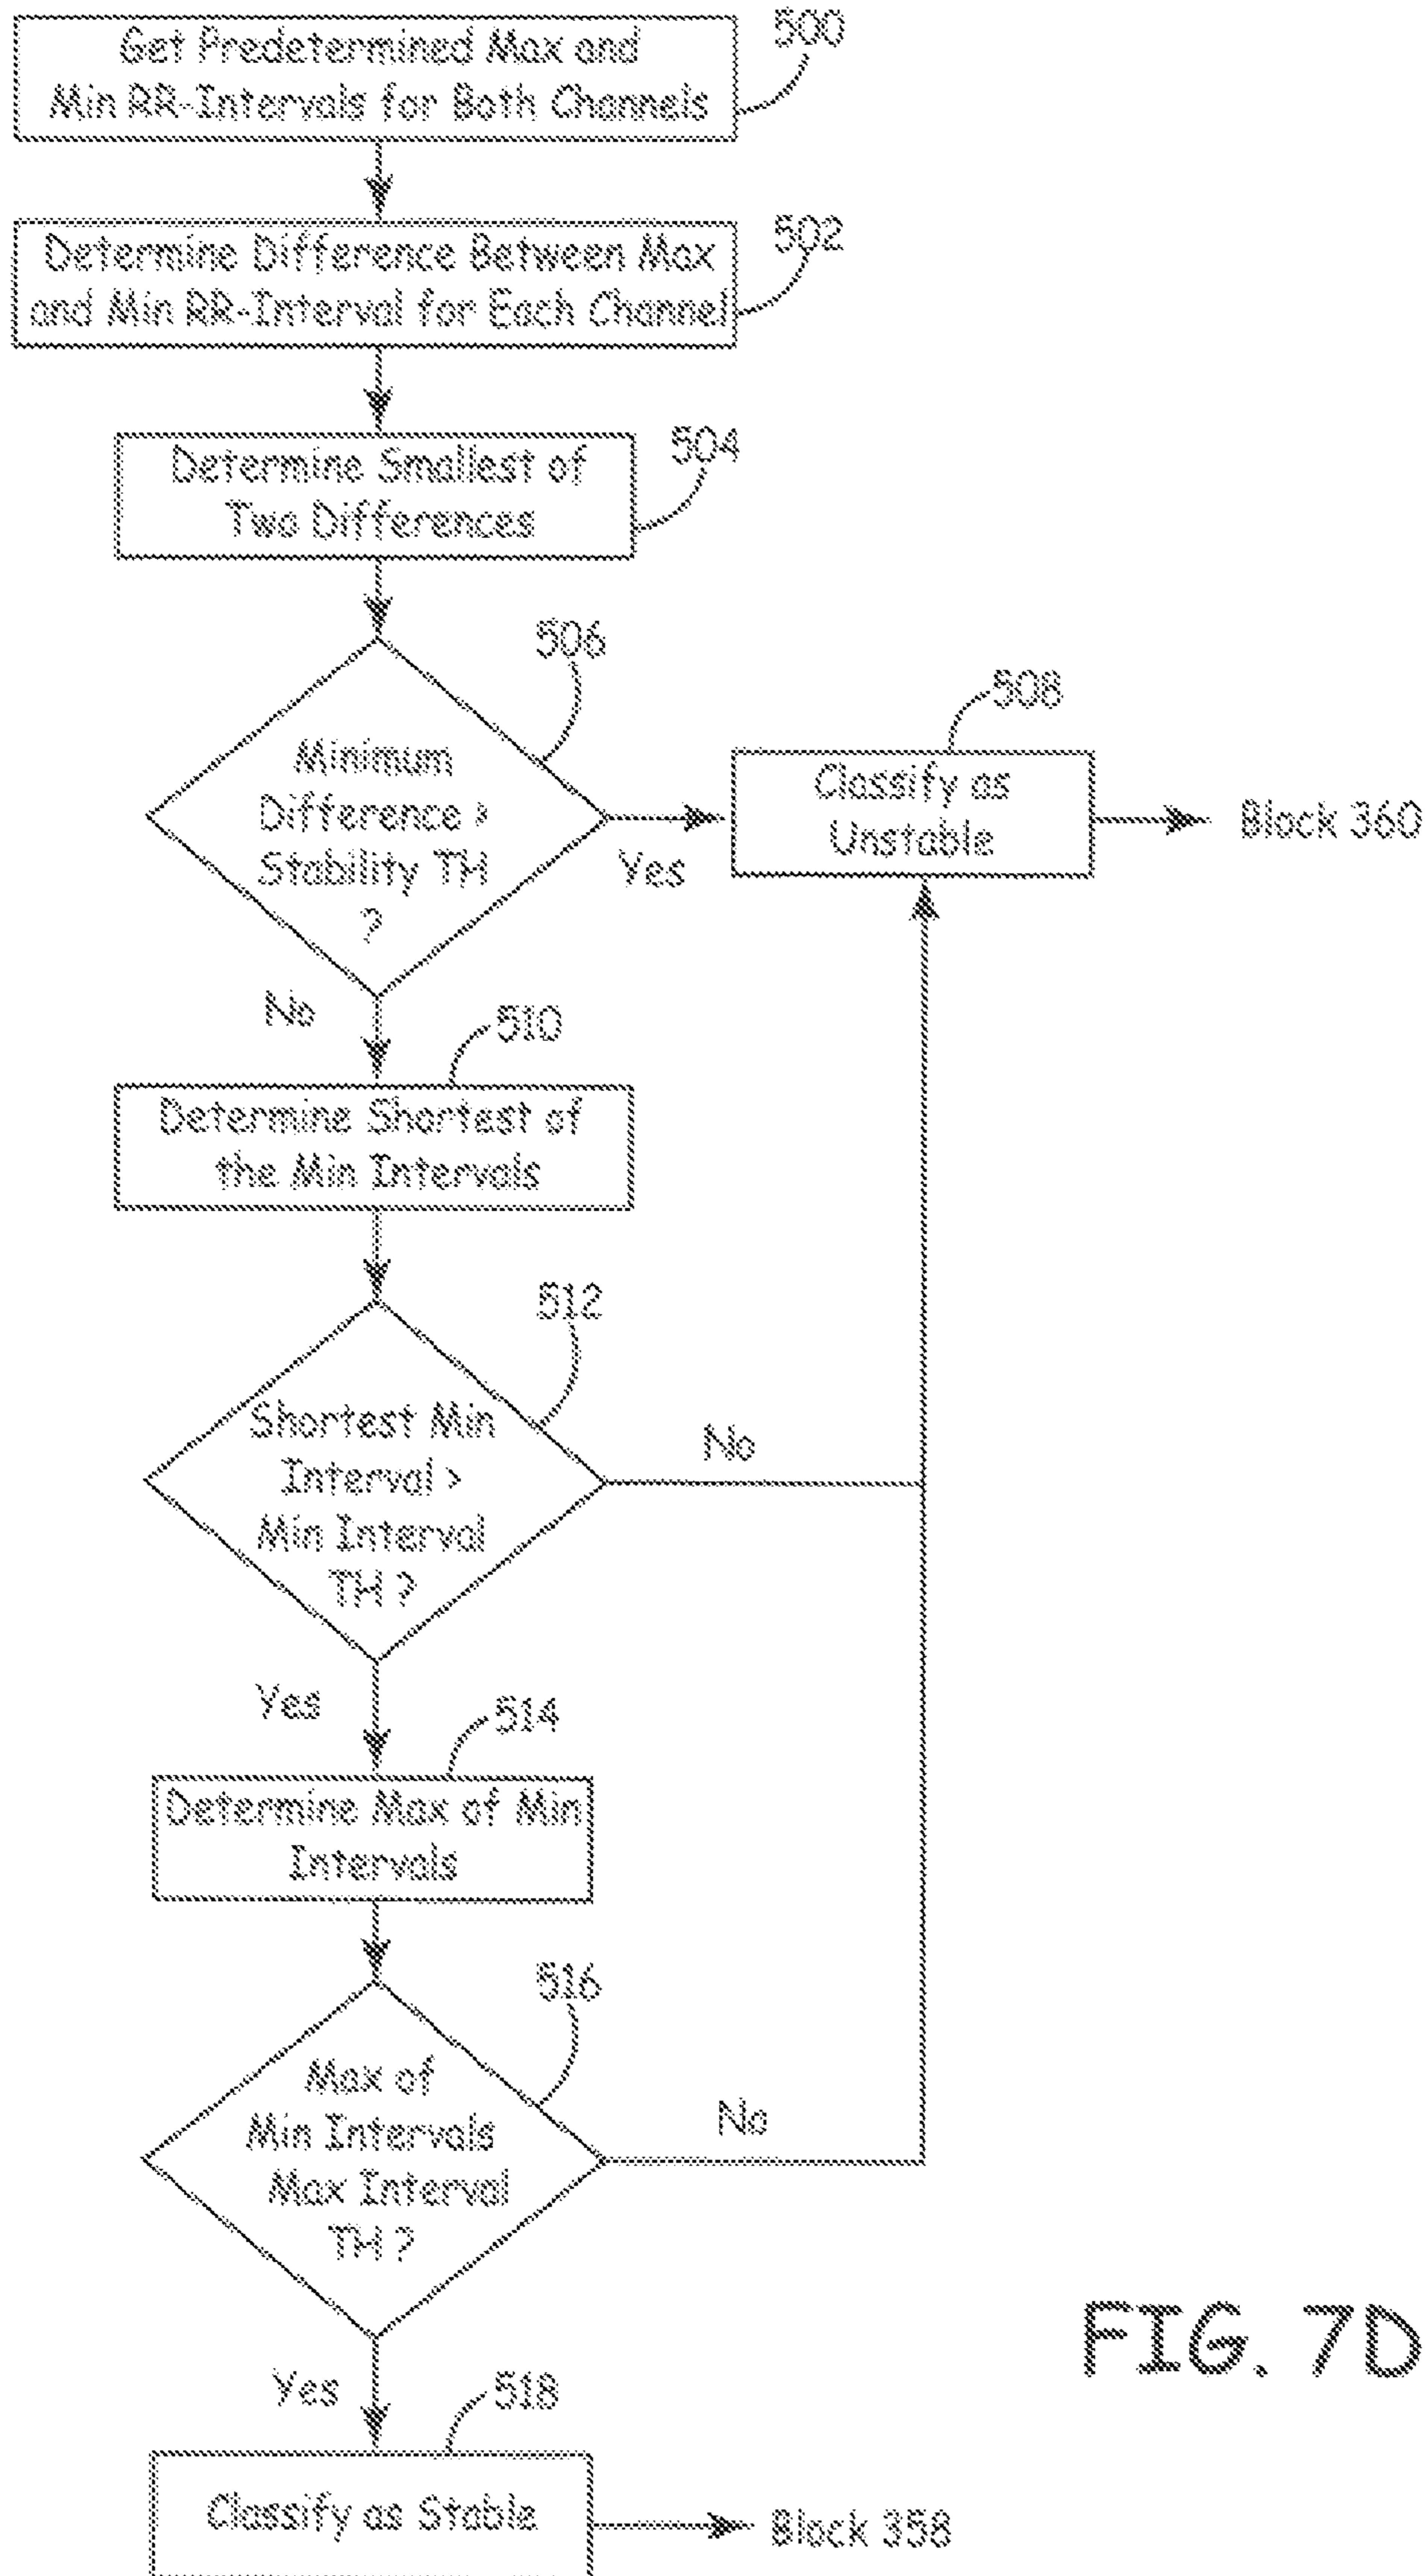 Get Predetermined Max and
Min RR-Intervals for Both Channels
500
Determine Difference Between Max
and Min RR-Interval for Each Channel
502
Determine Smallest of
Two Differences
504
Minimum
Difference >
Stability TH
?
506
Yes
Classify as
Unstable
508
Block 360
No
510
Determine Shortest of
the Min Intervals
512
Shortest Min
Interval >
Min Interval
TH ?
No
Yes
514
Determine Max of Min
Intervals
516
Max of
Min Intervals
Max Interval
TH ?
No
Yes
518
Classify as Stable
Block 358
FIG. 7D